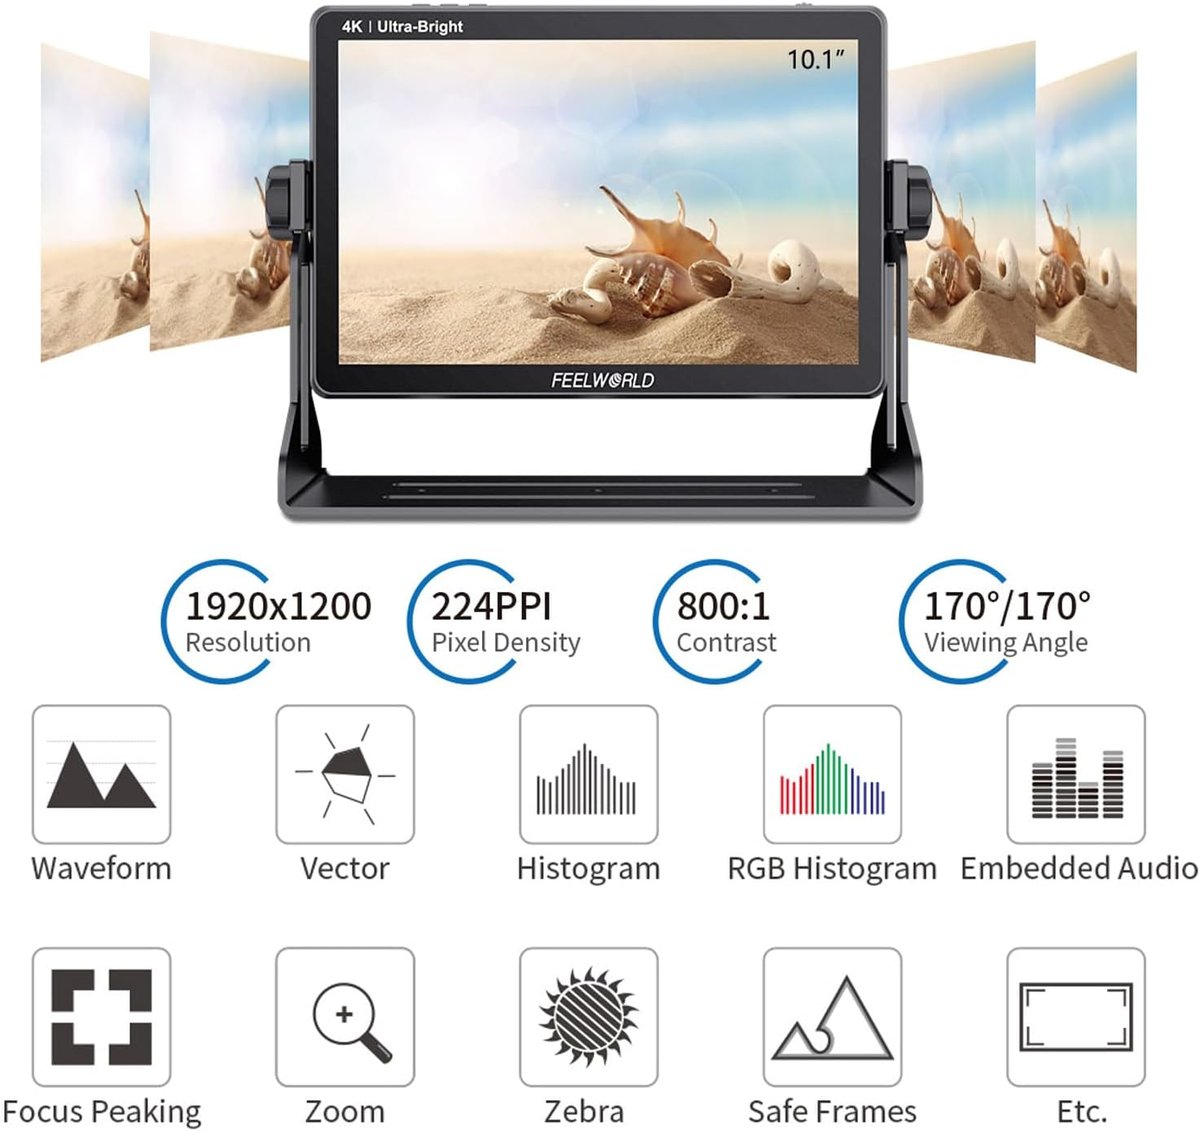 4K | Ultra-Bright
10.1”
FEELWORLD
1920x1200
Resolution
224PPI
Pixel Density
800:1
Contrast
170°/170°
Viewing Angle
Waveform
Vector
Histogram
RGB Histogram
Embedded Audio
Focus Peaking
Zoom
Zebra
Safe Frames
Etc.